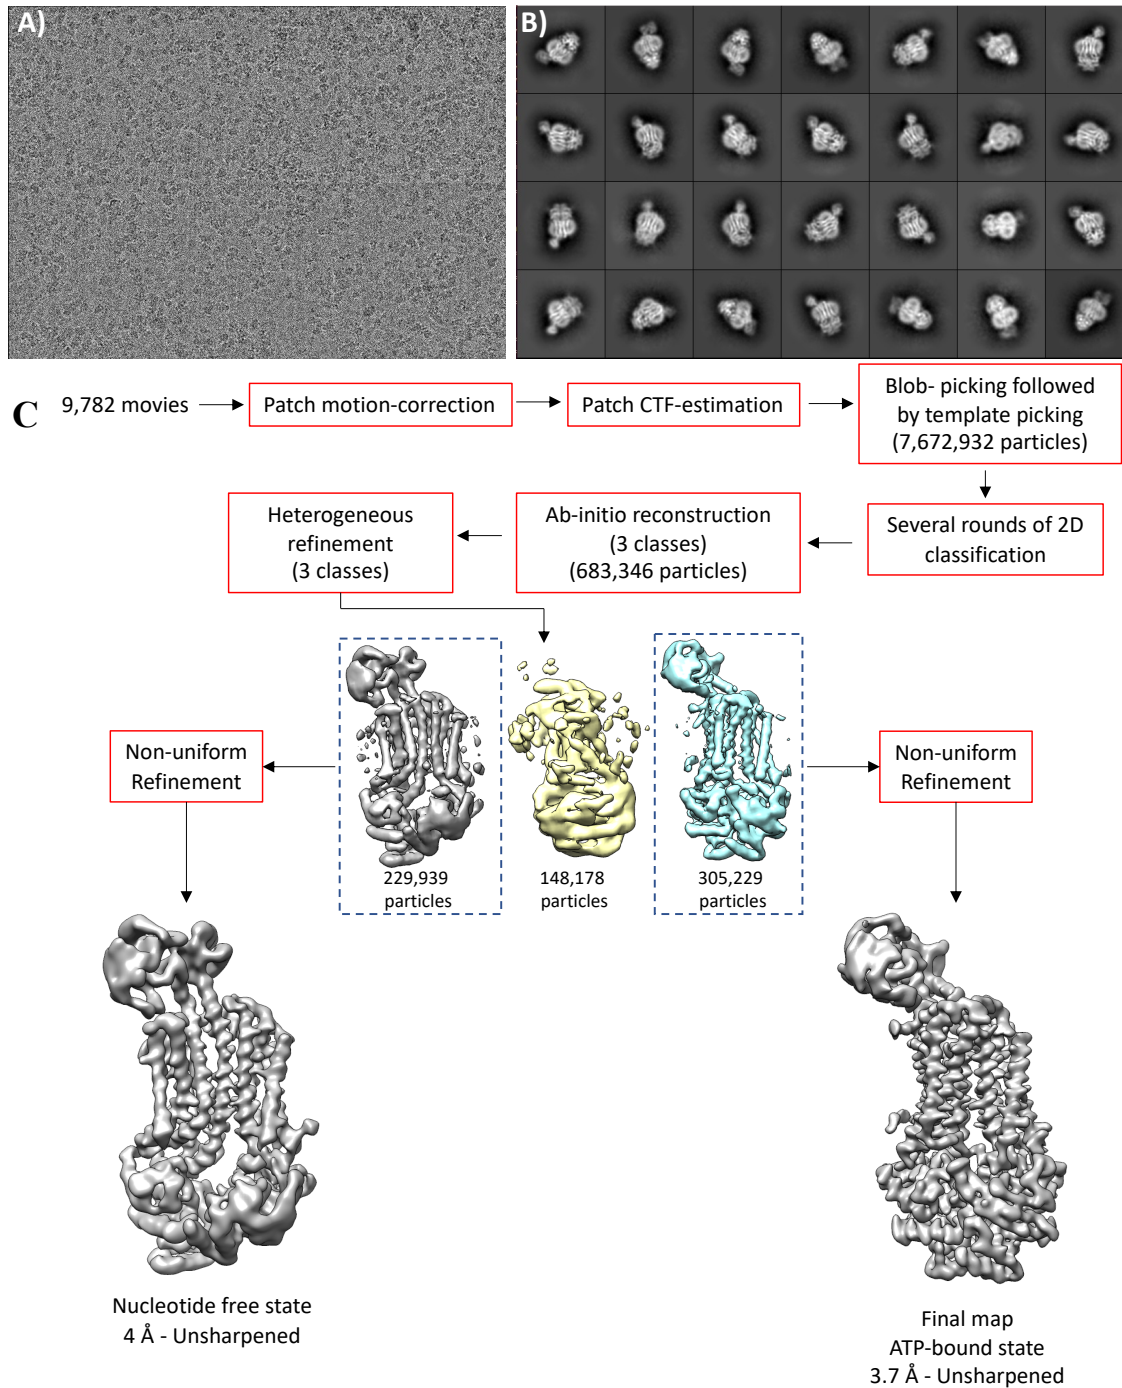 A)
B)
C
9,782 movies
Patch motion-correction
Patch CTF-estimation
Blob- picking followed
by template picking
(7,672,932 particles)
Several rounds of 2D
classification
Ab-initio reconstruction
(3 classes)
(683,346 particles)
Heterogeneous
refinement
(3 classes)
Non-uniform
Refinement
229,939
particles
148,178
particles
305,229
particles
Non-uniform
Refinement
Nucleotide free state
4 Å - Unsharpened
Final map
ATP-bound state
3.7 Å - Unsharpened